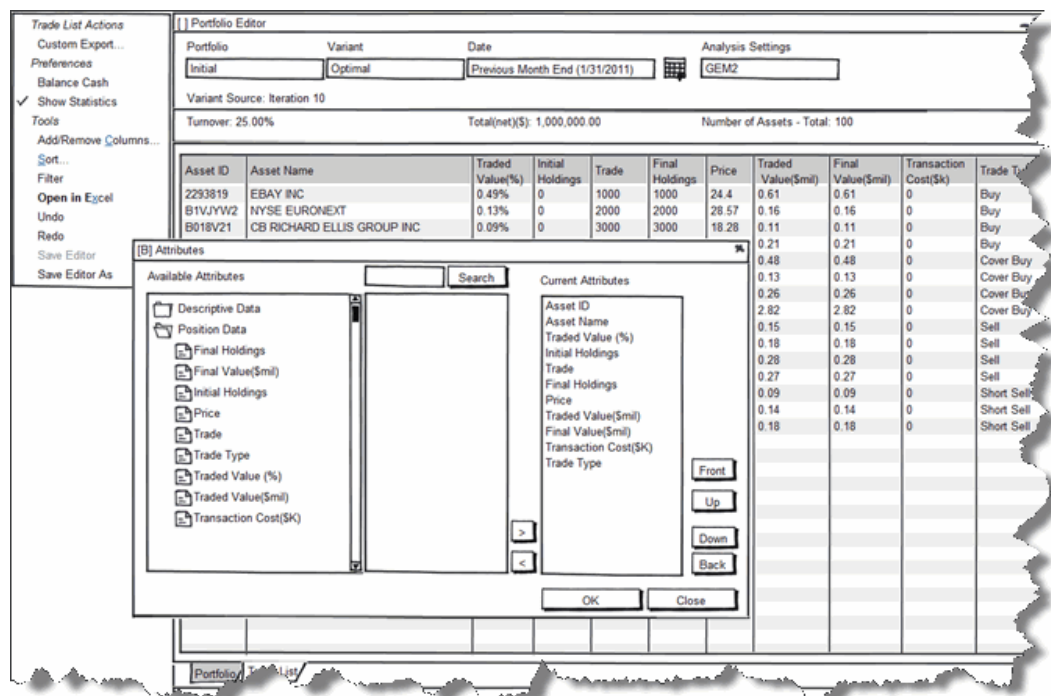 Trade List Actions
Custom Export...
Preferences
Balance Cash
Show Statistics
Tools
Add/Remove Columns...
Sort...
Filter
Open in Excel
Undo
Redo
Save Editor
Save Editor As
[ ] Portfolio Editor
Portfolio Variant Date Analysis Settings
Initial Optimal Previous Month End (1/31/2011) GEM2
Variant Source: Iteration 10
Turnover: 25.00% Total(net)($): 1,000,000.00 Number of Assets - Total: 100
Asset ID Asset Name Traded Value(%) Initial Holdings Trade Final Holdings Price Traded Value($mil) Final Value($mil) Transaction Cost($k) Trade
2293819 EBAY INC 0.49% 0 1000 1000 24.4 0.61 0.61 0 Buy
B1VJYW2 NYSE EURONEXT 0.13% 0 2000 2000 28.57 0.16 0.16 0 Buy
B018V21 CB RICHARD ELLIS GROUP INC 0.09% 0 3000 3000 18.28 0.11 0.11 0 Buy
0.21 0.21 0 Buy
0.48 0.48 0 Cover Buy
0.13 0.13 0 Cover Buy
0.26 0.26 0 Cover Buy
2.82 2.82 0 Cover Buy
0.15 0.15 0 Sell
0.18 0.18 0 Sell
0.28 0.28 0 Sell
0.27 0.27 0 Sell
0.09 0.09 0 Short Sell
0.14 0.14 0 Short Sell
0.18 0.18 0 Short Sell
[B] Attributes
Available Attributes Search Current Attributes
Descriptive Data
Position Data
Final Holdings
Final Value($mil)
Initial Holdings
Price
Trade
Trade Type
Traded Value (%)
Traded Value($mil)
Transaction Cost($K)
>
<
Asset ID
Asset Name
Traded Value (%)
Initial Holdings
Trade
Final Holdings
Price
Traded Value($mil)
Final Value($mil)
Transaction Cost($K)
Trade Type
Front
Up
Down
Back
OK Close
Portfolio List